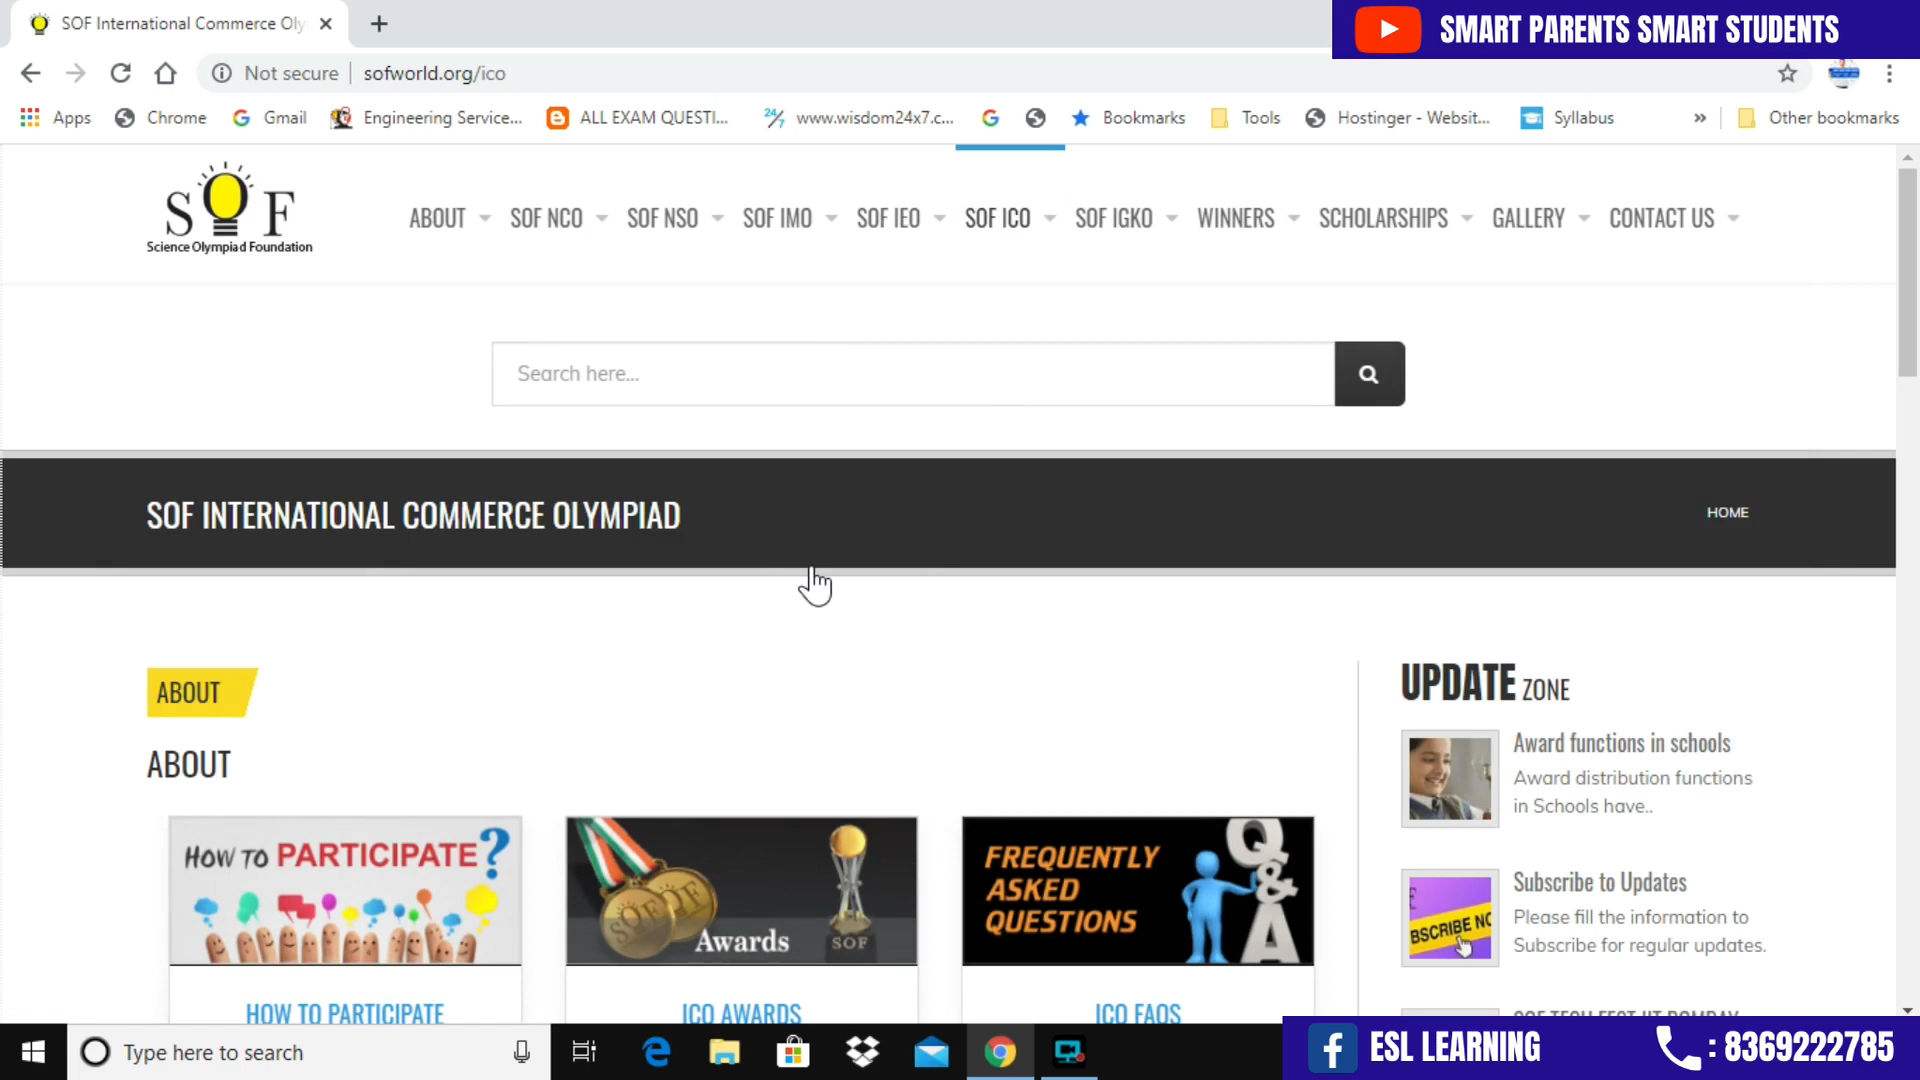 SOF International Commerce Oly
SMART PARENTS SMART STUDENTS
Not secure
sofworld.org/ico
Apps
Chrome
Gmail
Engineering Service...
ALL EXAM QUESTI...
24/7
www.wisdom24x7.c...
Bookmarks
Tools
Hostinger - Websit...
Syllabus
»
Other bookmarks
SOF
Science Olympiad Foundation
ABOUT
SOF NCO
SOF NSO
SOF IMO
SOF IEO
SOF ICO
SOF IGKO
WINNERS
SCHOLARSHIPS
GALLERY
CONTACT US
Search here...
SOF INTERNATIONAL COMMERCE OLYMPIAD
HOME
ABOUT
ABOUT
HOW TO PARTICIPATE?
Awards
SOF
FREQUENTLY
ASKED
QUESTIONS
Q
&
A
HOW TO PARTICIPATE
ICO AWARDS
ICO FAQS
UPDATE ZONE
Award functions in schools
Award distribution functions
in Schools have..
BSCRIBE NO
Subscribe to Updates
Please fill the information to
Subscribe for regular updates.
Type here to search
ESL LEARNING
: 8369222785